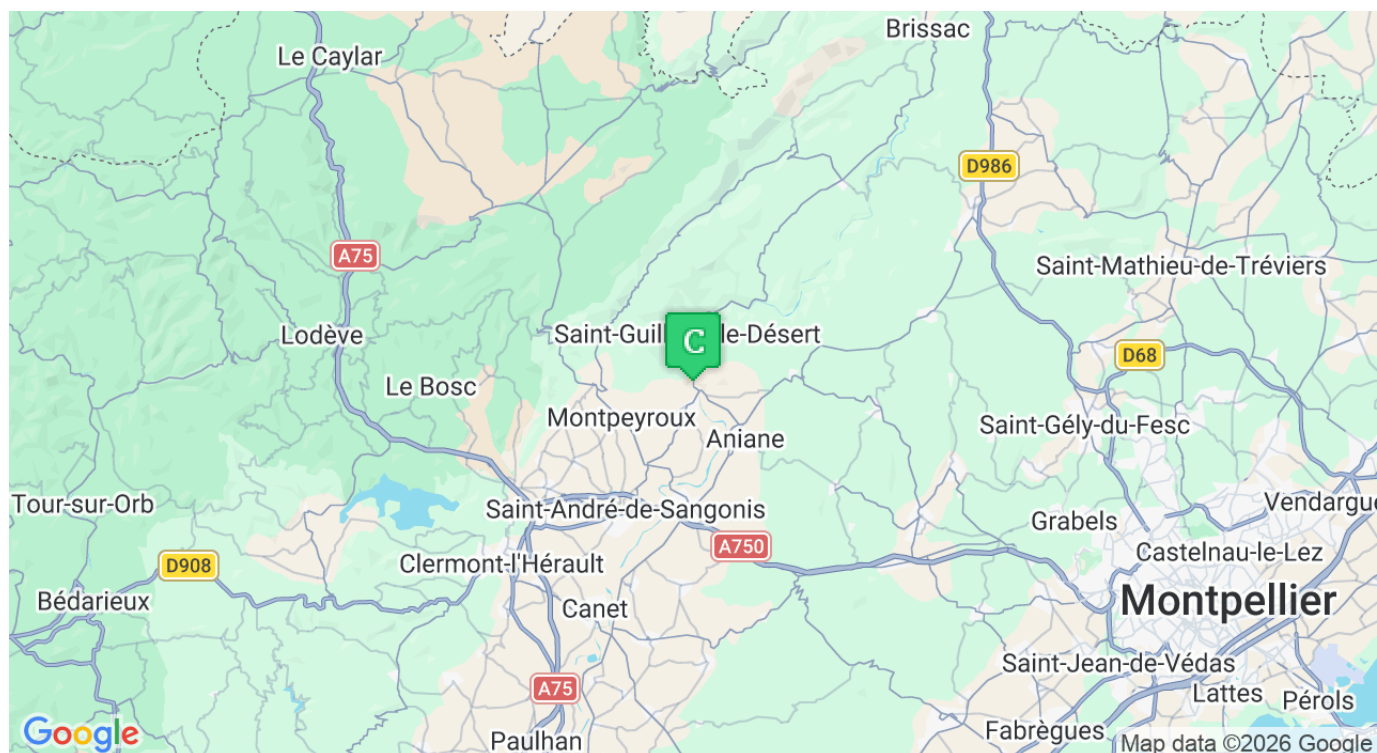 Brissac
Le Caylar
D986
A75
Saint-Mathieu-de-Tréviers
Saint-Guil
le-Désert
C
Lodève
D68
Le Bosc
Montpeyroux
Aniane
Saint-Gély-du-Fesc
Tour-sur-Orb
Saint-André-de-Sangonis
Vendargue
Grabels
A750
Castelnau-le-Lez
D908
Clermont-l'Hérault
Bédarieux
Canet
Montpellier
Saint-Jean-de-Védas
A75
Lattes
Pérols
Fabrègues
Google
Paulhan
Map data ©2026 Google